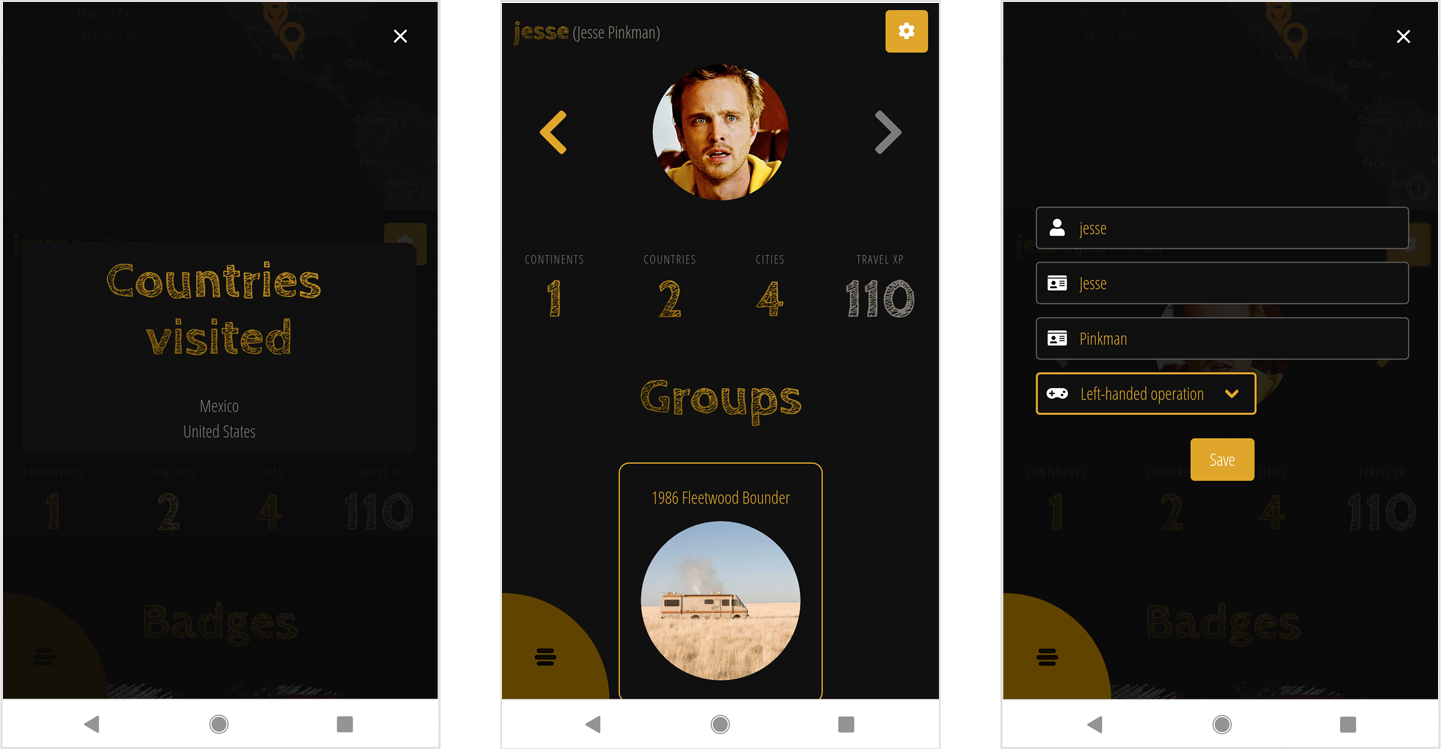 Pacific
Ocean
States
Mexico
Cuba
Colombia
Peru
jesse (Jesse Pinkman)
Countries
visited
Mexico
United States
CONTINENTS
COUNTRIES
CITIES
TRAVEL XP
1
2
4
110
Badges
jesse (Jesse Pinkman)
CONTINENTS
COUNTRIES
CITIES
TRAVEL XP
1
2
4
110
Groups
1986 Fleetwood Bounder
Pacific
Ocean
States
Mexico
Cuba
Colombia
Peru
jesse
Jesse
Pinkman
Left-handed operation
Save
CONTINENTS
CITIES
TRAVEL XP
1
2
4
110
Badges